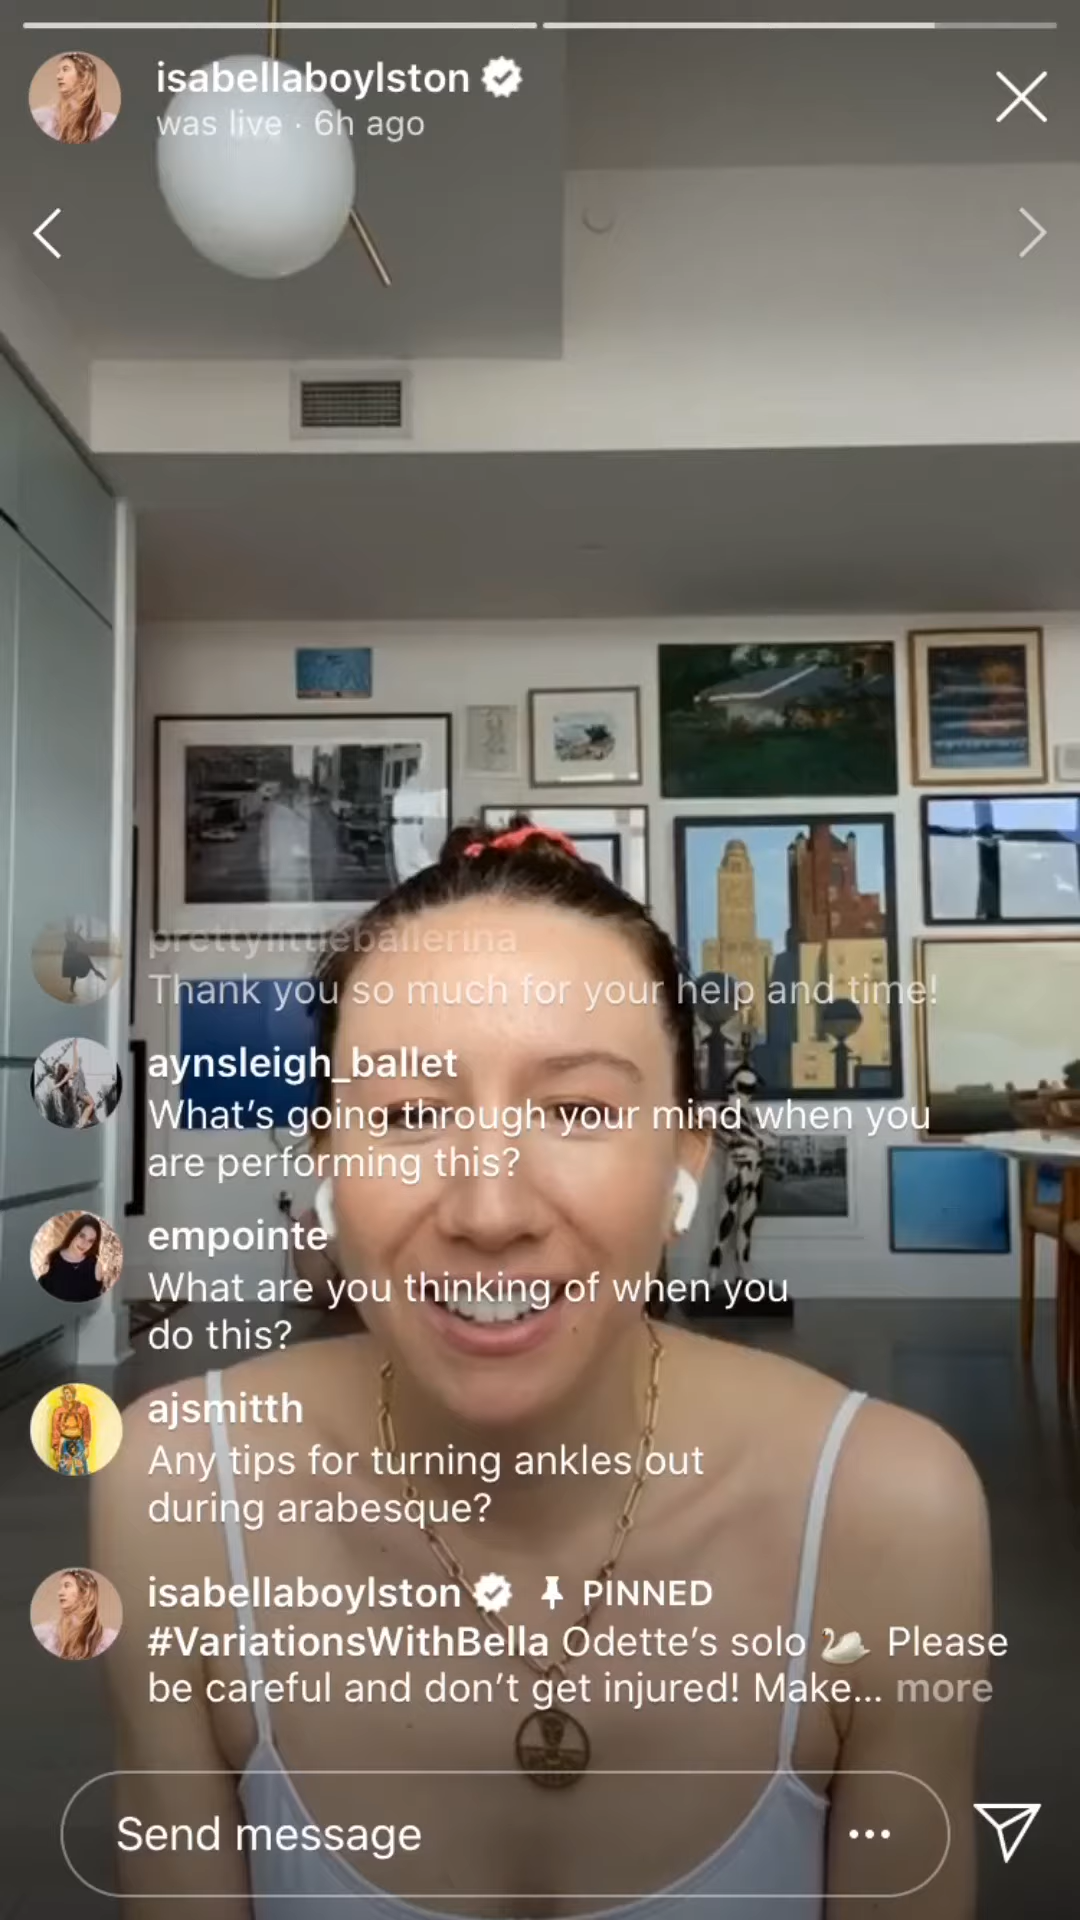 isabellaboylston
was live · 6h ago
prettylittleballerina
Thank you so much for your help and time!
aynsleigh_ballet
What's going through your mind when you
are performing this?
empointe
What are you thinking of when you
do this?
ajsmitth
Any tips for turning ankles out
during arabesque?
isabellaboylston PINNED
#VariationsWithBella Odette's solo 🦢 Please
be careful and don't get injured! Make... more
Send message